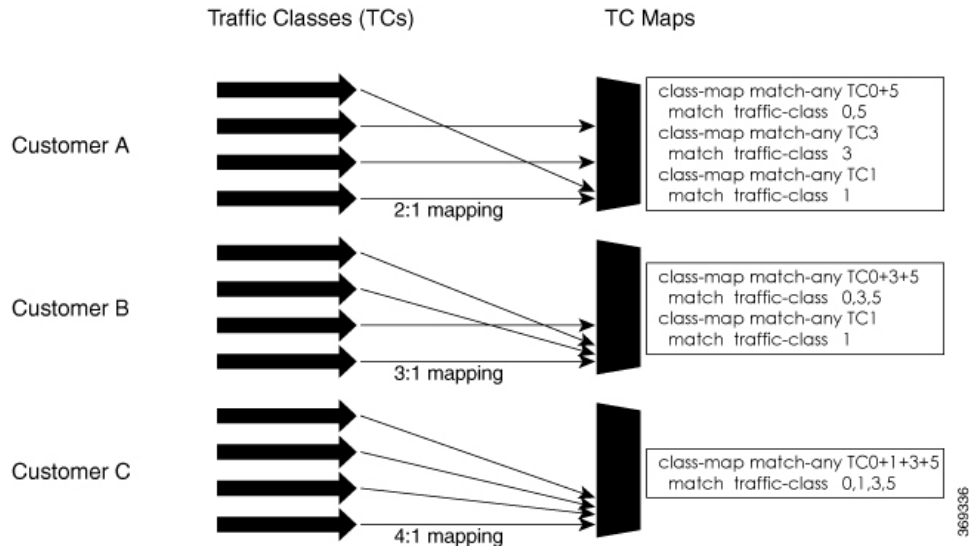 Traffic Classes (TCs)
TC Maps
Customer A
2:1 mapping
class-map match-any TC0+5
match traffic-class 0,5
class-map match-any TC3
match traffic-class 3
class-map match-any TC1
match traffic-class 1
Customer B
3:1 mapping
class-map match-any TC0+3+5
match traffic-class 0,3,5
class-map match-any TC1
match traffic-class 1
Customer C
4:1 mapping
class-map match-any TC0+1+3+5
match traffic-class 0,1,3,5
369336